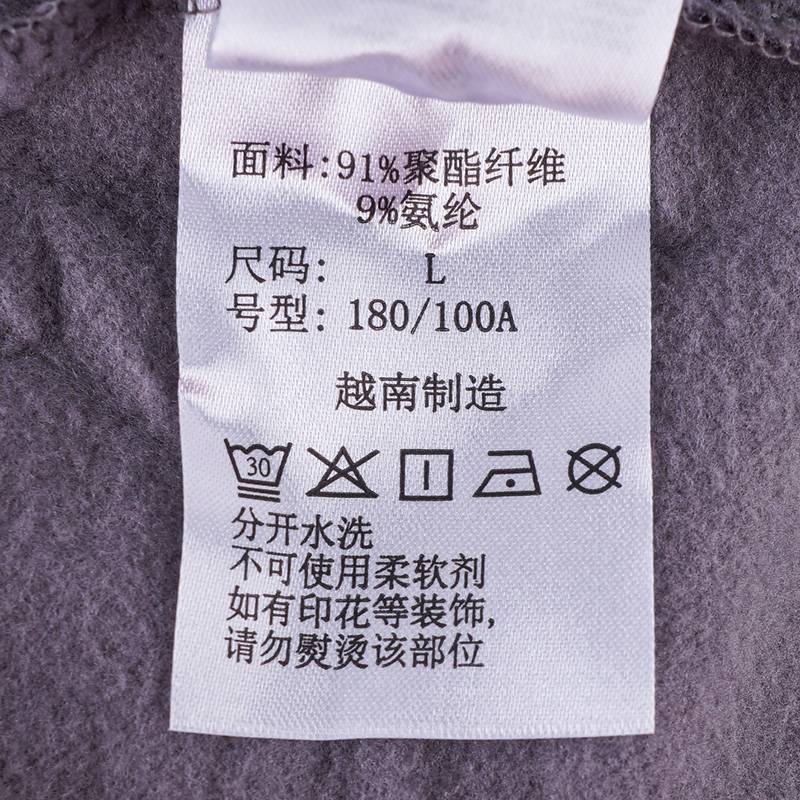 面料:91%聚酯纤维
9%氨纶
尺码: L
号型: 180/100A
越南制造
30
分开水洗
不可使用柔软剂
如有印花等装饰,
请勿熨烫该部位